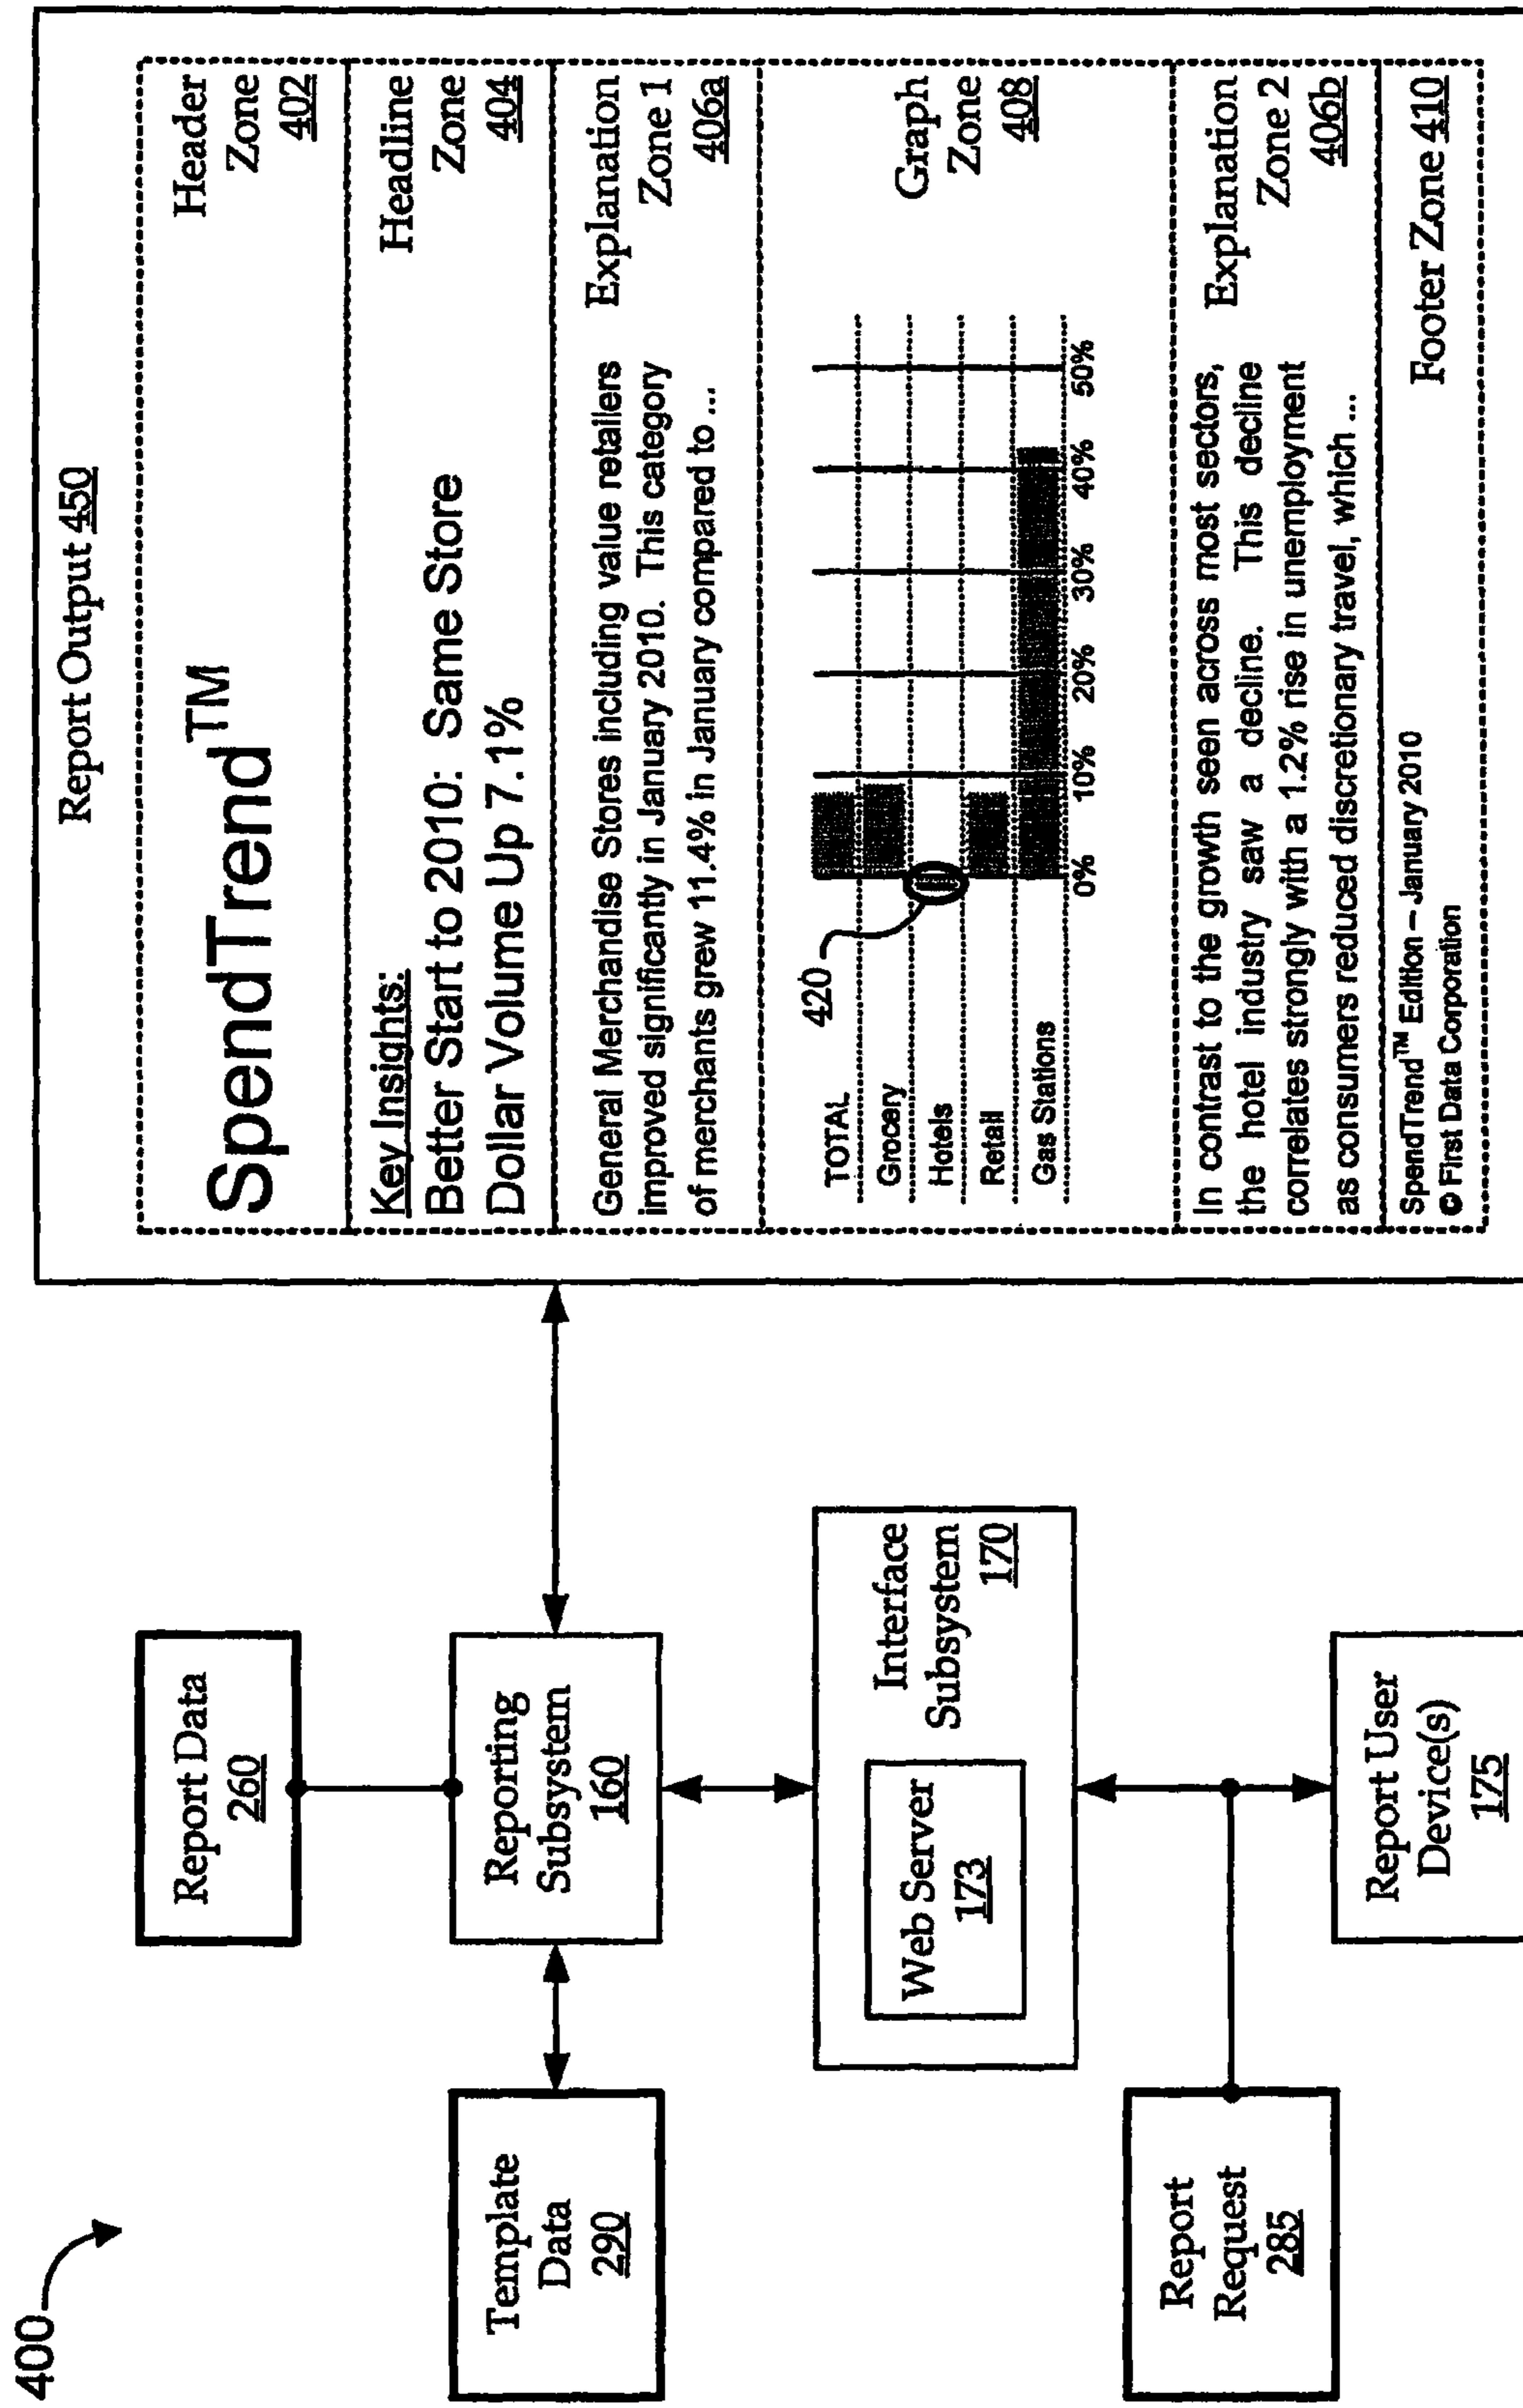 400
Template
Data
290
Report Data
260
Reporting
Subsystem
160
Interface
Subsystem
170
Web Server
173
Report
Request
285
Report User
Device(s)
175
Report Output 450
SpendTrend™
Header
Zone
402
Key Insights:
Better Start to 2010: Same Store
Dollar Volume Up 7.1%
Headline
Zone
404
General Merchandise Stores including value retailers
improved significantly in January 2010. This category
of merchants grew 11.4% in January compared to ...
Explanation
Zone 1
406a
420
TOTAL
Grocery
Hotels
Retail
Gas Stations
0% 10% 20% 30% 40% 50%
Graph
Zone
408
In contrast to the growth seen across most sectors,
the hotel industry saw a decline. This decline
correlates strongly with a 1.2% rise in unemployment
as consumers reduced discretionary travel, which ...
Explanation
Zone 2
406b
SpendTrend™ Edition – January 2010
© First Data Corporation
Footer Zone 410